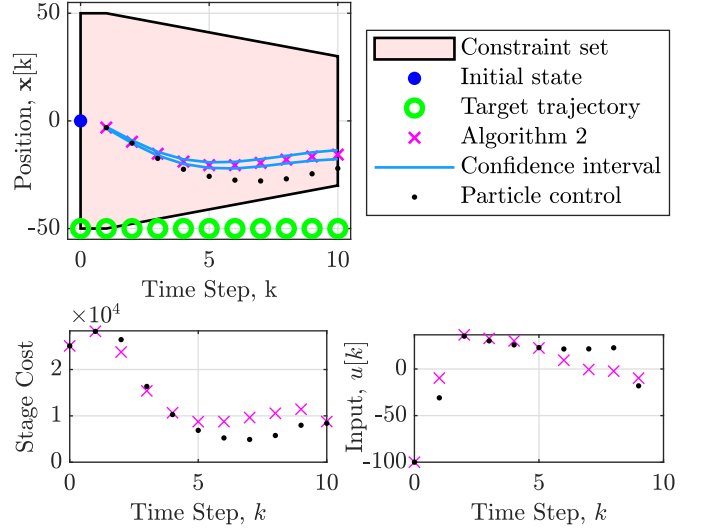 50
0
-50
Position, x[k]
0
5
10
Time Step, k
Constraint set
Initial state
Target trajectory
Algorithm 2
Confidence interval
Particle control
×10⁴
3
2
1
0
Stage Cost
0
5
10
Time Step, k
0
-50
-100
Input, u[k]
0
5
10
Time Step, k